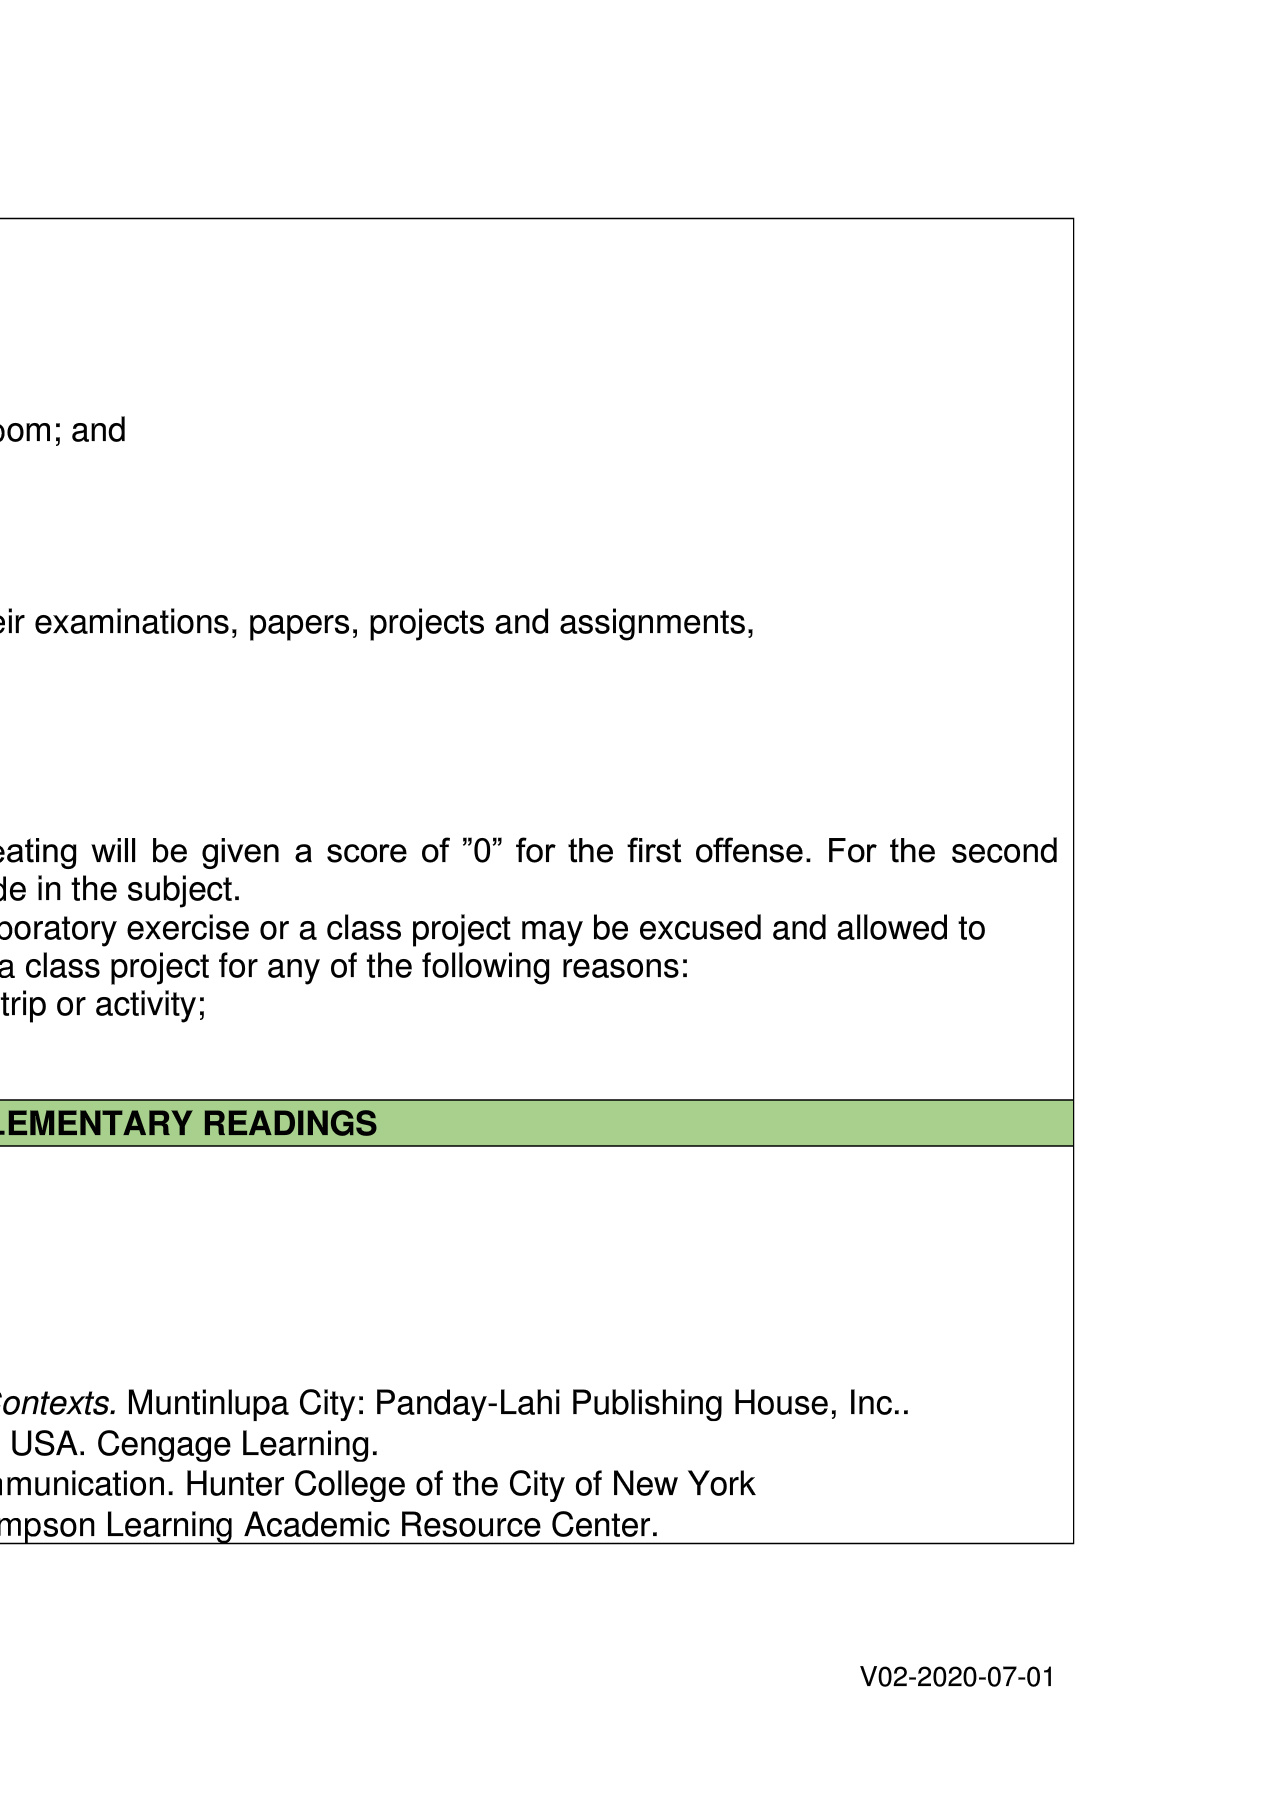 oom; and
eir examinations, papers, projects and assignments,
eating will be given a score of ”0” for the first offense. For the second
de in the subject.
boratory exercise or a class project may be excused and allowed to
a class project for any of the following reasons:
trip or activity;
LEMENTARY READINGS
Contexts. Muntinlupa City: Panday-Lahi Publishing House, Inc..
USA. Cengage Learning.
mmunication. Hunter College of the City of New York
mpson Learning Academic Resource Center.
V02-2020-07-01